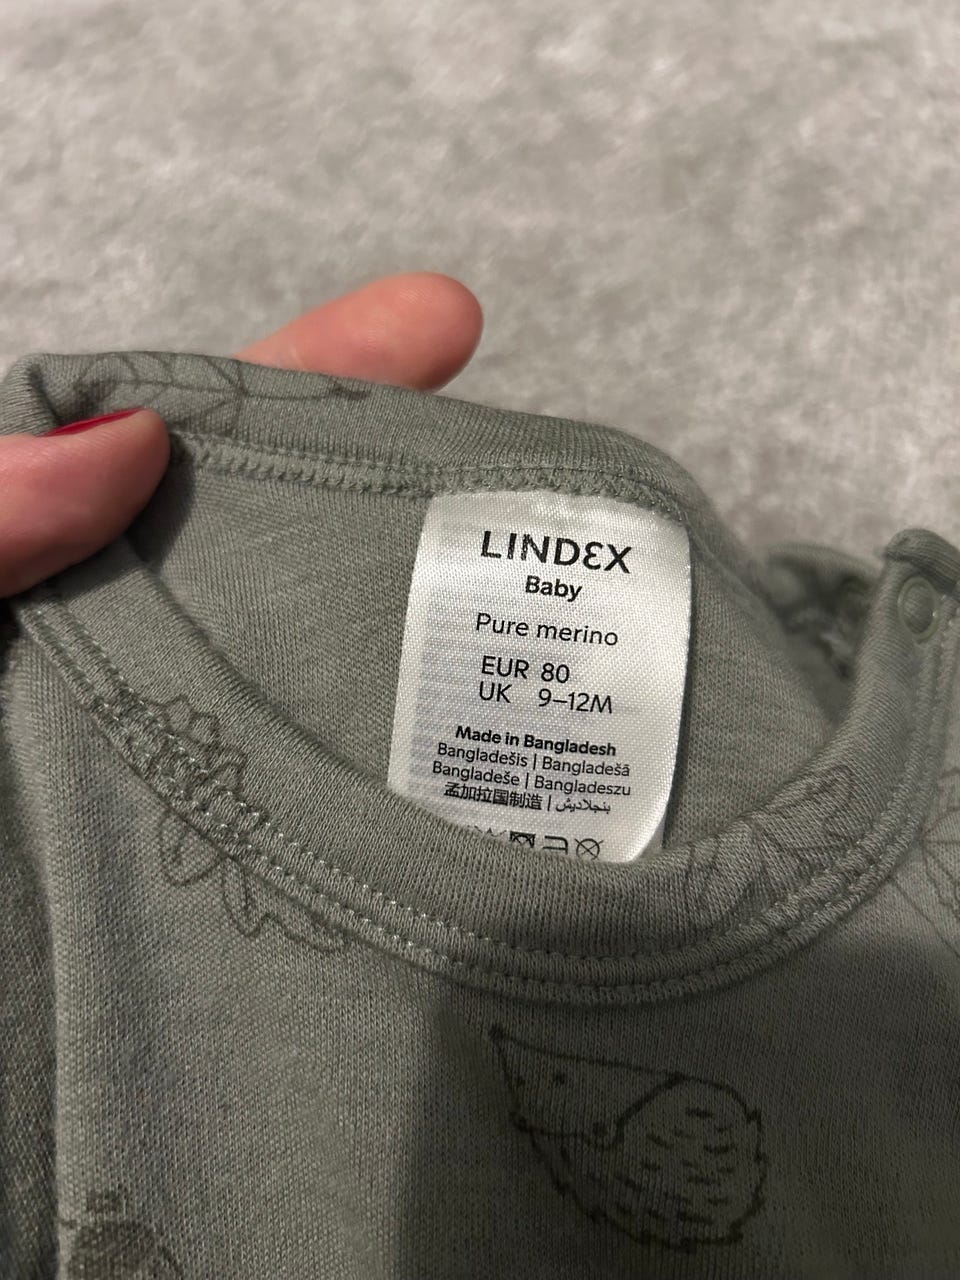 LINDEX
Baby
Pure merino
EUR 80
UK 9–12M
Made in Bangladesh
Bangladešis | Bangladešā
Bangladeše | Bangladeszu
孟加拉国制造 | بنجلاديش